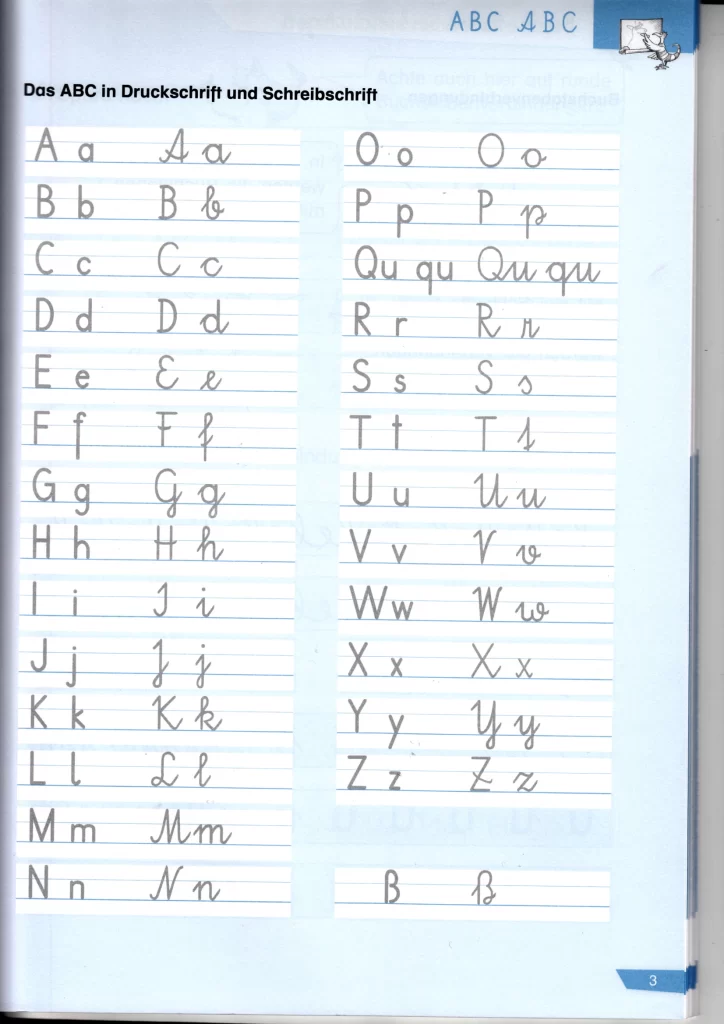 ABC ABC
Das ABC in Druckschrift und Schreibschrift
A a A a
B b B b
C c C c
D d D d
E e E e
F f F f
G g G g
H h H h
I i I i
J j J j
K k K k
L l L l
M m M m
N n N n
O o O o
P p P p
Qu qu Qu qu
R r R r
S s S s
T t T t
U u U u
V v V v
W w W w
X x X x
Y y Y y
Z z Z z
ß ß
3